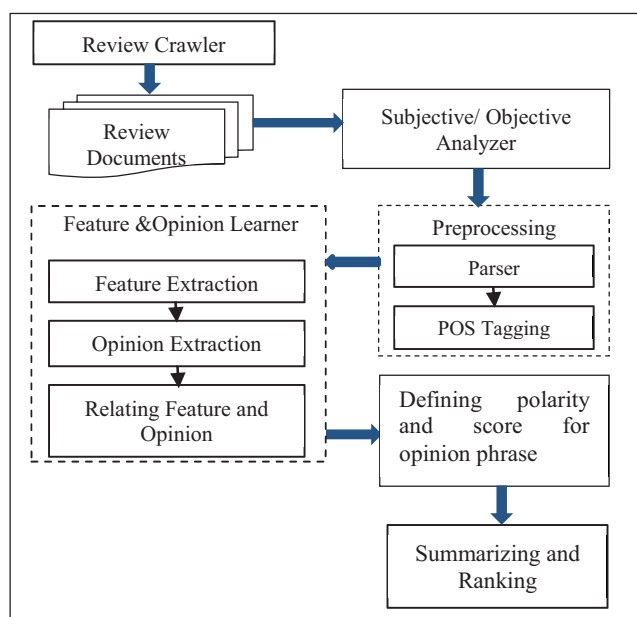 Review Crawler
Review
Documents
Subjective/ Objective
Analyzer
Preprocessing
Parser
POS Tagging
Feature &Opinion Learner
Feature Extraction
Opinion Extraction
Relating Feature and
Opinion
Defining polarity
and score for
opinion phrase
Summarizing and
Ranking